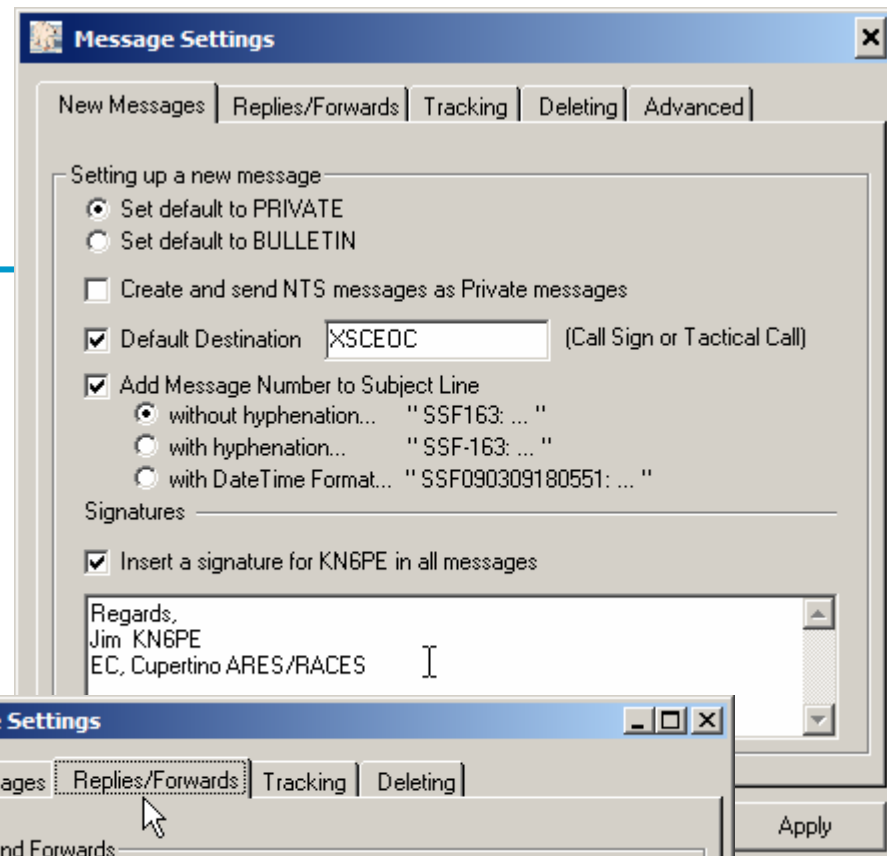 Message Settings
New Messages Replies/Forwards Tracking Deleting Advanced
Setting up a new message
Set default to PRIVATE
Set default to BULLETIN
Create and send NTS messages as Private messages
Default Destination XSCEOC (Call Sign or Tactical Call)
Add Message Number to Subject Line
without hyphenation... "SSF163: ... "
with hyphenation... "SSF-163: ... "
with DateTime Format... "SSF090309180551: ... "
Signatures
Insert a signature for KN6PE in all messages
Regards,
Jim KN6PE
EC, Cupertino ARES/RACES
Settings
ages Replies/Forwards Tracking Deleting
nd Forwards
Apply